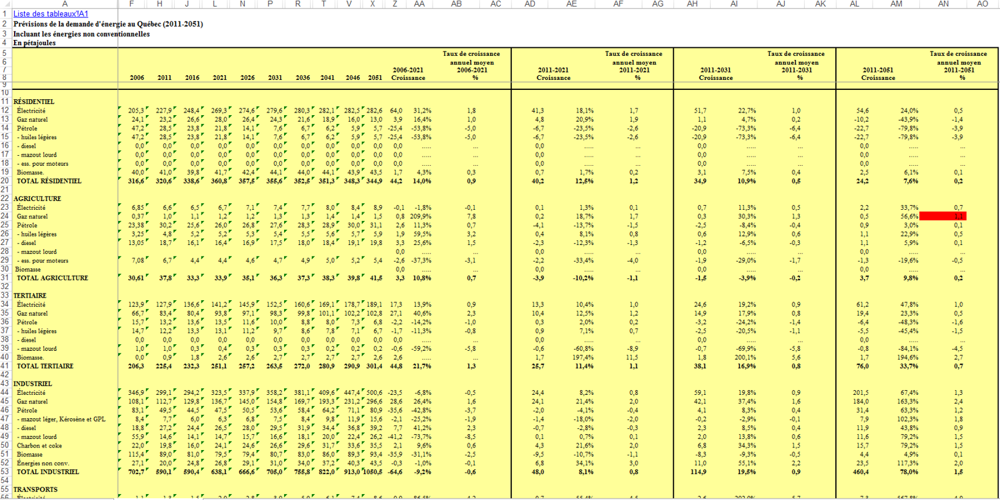 A F H J L N P R T V X Z AA AB AC AD AE AF AG AH AI AJ AK AL AM AN AO
1 Liste des tableaux'!A1
2 Prévisions de la demande d'énergie au Québec (2011-2051)
3 Incluant les énergies non conventionnelles
4 En pétajoules
5 Taux de croissance Taux de croissance Taux de croissance Taux de croissance
6 annuel moyen annuel moyen annuel moyen annuel moyen
7 2006-2021 2006-2021 2011-2021 2011-2021 2011-2031 2011-2031 2011-2051 2011-2051
8 2006 2011 2016 2021 2026 2031 2036 2041 2046 2051 Croissance % Croissance % Croissance % Croissance %
9
10
11 RÉSIDENTIEL
12 Électricité 205,3 227,9 248,4 269,3 274,6 279,6 280,3 282,1 282,5 282,6 64,0 31,2% 1,8 41,3 18,1% 1,7 51,7 22,7% 1,0 54,6 24,0% 0,5
13 Gaz naturel 24,1 23,2 26,6 28,0 26,4 24,3 21,6 18,9 16,0 13,0 3,9 16,4% 1,0 4,8 20,9% 1,9 1,1 4,7% 0,2 -10,2 -43,9% -1,4
14 Pétrole 47,2 28,5 23,8 21,8 14,1 7,6 6,7 6,2 5,9 5,7 -25,4 -53,8% -5,0 -6,7 -23,5% -2,6 -20,9 -73,3% -6,4 -22,7 -79,8% -3,9
15 - huiles légères 47,2 28,5 23,8 21,8 14,1 7,6 6,7 6,2 5,9 5,7 -25,4 -53,8% -5,0 -6,7 -23,5% -2,6 -20,9 -73,3% -6,4 -22,7 -79,8% -3,9
16 - diesel 0,0 0,0 0,0 0,0 0,0 0,0 0,0 0,0 0,0 0,0 0,0 ..... ... 0,0 ..... ... 0,0 ..... ... 0,0 ..... ...
17 - mazout lourd 0,0 0,0 0,0 0,0 0,0 0,0 0,0 0,0 0,0 0,0 0,0 ..... ... 0,0 ..... ... 0,0 ..... ... 0,0 ..... ...
18 - ess. pour moteurs 0,0 0,0 0,0 0,0 0,0 0,0 0,0 0,0 0,0 0,0 0,0 ..... ... 0,0 ..... ... 0,0 ..... ... 0,0 ..... ...
19 Biomasse. 40,0 41,0 39,8 41,7 42,4 44,1 44,0 44,1 43,9 43,5 1,7 4,3% 0,3 0,7 1,7% 0,2 3,1 7,5% 0,4 2,5 6,1% 0,1
20 TOTAL RÉSIDENTIEL 316,6 320,6 338,6 360,8 357,5 355,6 352,5 351,3 348,3 344,9 44,2 14,0% 0,9 40,2 12,5% 1,2 34,9 10,9% 0,5 24,2 7,6% 0,2
21
22 AGRICULTURE
23 Électricité 6,85 6,6 6,5 6,7 7,1 7,4 7,7 8,0 8,4 8,9 -0,1 -1,8% -0,1 0,1 1,3% 0,1 0,7 11,3% 0,5 2,2 33,7% 0,7
24 Gaz naturel 0,37 1,0 1,1 1,2 1,2 1,3 1,3 1,4 1,4 1,5 0,8 209,9% 7,8 0,2 18,7% 1,7 0,3 30,3% 1,3 0,5 56,6% 1,1
25 Pétrole 23,38 30,2 25,6 26,0 26,8 27,6 28,3 28,9 30,0 31,1 2,6 11,3% 0,7 -4,1 -13,7% -1,5 -2,5 -8,4% -0,4 0,9 3,0% 0,1
26 - huiles légères 3,25 4,8 5,2 5,2 5,3 5,4 5,5 5,6 5,7 5,9 1,9 59,5% 3,2 0,4 8,1% 0,8 0,6 12,9% 0,6 1,1 22,9% 0,5
27 - diesel 13,05 18,7 16,1 16,4 16,9 17,5 18,0 18,4 19,1 19,8 3,3 25,6% 1,5 -2,3 -12,3% -1,3 -1,2 -6,5% -0,3 1,1 5,9% 0,1
28 - mazout lourd 0,0 ..... ... 0,0 ..... ... 0,0 ..... ... 0,0 ..... ...
29 - ess. pour moteurs 7,08 6,7 4,4 4,4 4,6 4,7 4,9 5,0 5,2 5,4 -2,6 -37,3% -3,1 -2,2 -33,4% -4,0 -1,9 -29,0% -1,7 -1,3 -19,6% -0,5
30 Biomasse 0,0 ..... ... 0,0 ..... ... 0,0 ..... ... 0,0 ..... ...
31 TOTAL AGRICULTURE 30,61 37,8 33,3 33,9 35,1 36,3 37,3 38,3 39,8 41,5 3,3 10,8% 0,7 -3,9 -10,2% -1,1 -1,5 -3,9% -0,2 3,7 9,8% 0,2
32
33 TERTIAIRE
34 Électricité 123,9 127,9 136,6 141,2 145,9 152,5 160,6 169,1 178,7 189,1 17,3 13,9% 0,9 13,3 10,4% 1,0 24,6 19,2% 0,9 61,2 47,8% 1,0
35 Gaz naturel 66,7 83,4 80,4 93,8 97,1 98,3 99,8 101,1 102,2 102,8 27,1 40,6% 2,3 10,4 12,5% 1,2 14,9 17,9% 0,8 19,4 23,3% 0,5
36 Pétrole 15,7 13,2 13,6 13,5 11,6 10,0 8,8 8,0 7,3 6,8 -2,2 -14,2% -1,0 0,3 2,0% 0,2 -3,2 -24,2% -1,4 -6,4 -48,3% -1,6
37 - huiles légères 14,7 12,2 13,3 13,1 11,2 9,7 8,6 7,8 7,1 6,7 -1,7 -11,3% -0,8 0,9 7,1% 0,7 -2,5 -20,5% -1,1 -5,5 -45,4% -1,5
38 - diesel 0,0 0,0 0,0 0,0 0,0 0,0 0,0 0,0 0,0 0,0 0,0 ..... ... 0,0 ..... ... 0,0 ..... ... 0,0 ..... ...
39 - mazout lourd 1,0 1,0 0,3 0,4 0,3 0,3 0,2 0,2 0,2 0,2 -0,6 -59,2% -5,8 -0,6 -60,8% -8,9 -0,7 -69,9% -5,8 -0,8 -84,1% -4,5
40 Biomasse. 0,0 0,9 1,8 2,6 2,7 2,7 2,7 2,7 2,7 2,6 2,6 ..... ... 1,7 197,4% 11,5 1,8 200,1% 5,6 1,7 194,6% 2,7
41 TOTAL TERTIAIRE 206,3 225,4 232,3 251,1 257,2 263,5 272,0 280,9 290,9 301,4 44,8 21,7% 1,3 25,7 11,4% 1,1 38,1 16,9% 0,8 76,0 33,7% 0,7
42
43 INDUSTRIEL
44 Électricité 346,9 299,1 294,2 323,5 337,9 358,2 381,1 409,6 447,4 500,6 -23,5 -6,8% -0,5 24,4 8,2% 0,8 59,1 19,8% 0,9 201,5 67,4% 1,3
45 Gaz naturel 108,1 112,7 129,8 136,7 145,0 154,8 169,7 193,3 231,2 296,6 28,6 26,4% 1,6 24,1 21,4% 2,0 42,1 37,4% 1,6 184,0 163,3% 2,4
46 Pétrole 83,1 49,5 44,5 47,5 50,5 53,6 58,4 64,2 71,1 80,9 -35,6 -42,8% -3,7 -2,0 -4,1% -0,4 4,1 8,3% 0,4 31,4 63,3% 1,2
47 - mazout léger, Kérosène et GPL 8,4 7,7 6,0 6,3 6,8 7,5 8,4 9,8 11,9 15,6 -2,1 -25,2% -1,9 -1,4 -18,0% -2,0 -0,2 -2,9% -0,1 7,9 102,3% 1,8
48 - diesel 18,8 27,2 24,4 26,5 28,0 29,5 31,9 34,4 36,8 39,2 7,7 41,2% 2,3 -0,7 -2,8% -0,3 2,3 8,5% 0,4 11,9 43,8% 0,9
49 - mazout lourd 55,9 14,6 14,1 14,7 15,7 16,6 18,1 20,0 22,4 26,2 -41,2 -73,7% -8,5 0,1 0,7% 0,1 2,0 13,8% 0,6 11,6 79,2% 1,5
50 Charbon et coke 22,0 19,8 16,0 24,1 24,6 26,6 29,6 31,7 33,6 35,5 2,1 9,6% 0,6 4,3 21,6% 2,0 6,8 34,3% 1,5 15,7 79,2% 1,5
51 Biomasse 115,4 89,0 81,0 79,5 79,4 80,7 83,0 86,0 89,3 93,4 -35,9 -31,1% -2,5 -9,5 -10,7% -1,1 -8,3 -9,3% -0,5 4,4 4,9% 0,1
52 Énergies non conv. 27,1 20,0 24,8 26,8 29,1 31,0 34,0 37,2 40,3 43,5 -0,3 -1,0% -0,1 6,8 34,1% 3,0 11,0 55,1% 2,2 23,5 117,3% 2,0
53 TOTAL INDUSTRIEL 702,7 590,1 590,4 638,1 666,6 705,0 755,8 822,0 913,0 1050,5 -64,6 -9,2% -0,6 48,0 8,1% 0,8 114,9 19,5% 0,9 460,4 78,0% 1,5
54
55 TRANSPORTS